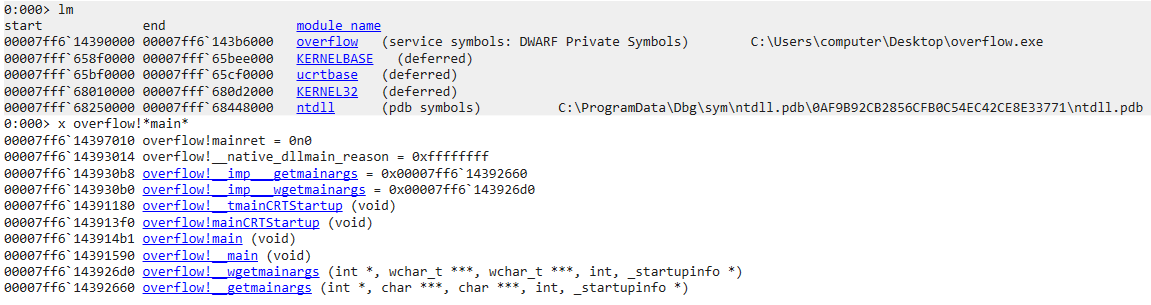 0:000> lm
start end module name
00007ff6`14390000 00007ff6`143b6000 overflow (service symbols: DWARF Private Symbols) C:\Users\computer\Desktop\overflow.exe
00007fff`658f0000 00007fff`65bee000 KERNELBASE (deferred)
00007fff`65bf0000 00007fff`65cf0000 ucrtbase (deferred)
00007fff`68010000 00007fff`680d2000 KERNEL32 (deferred)
00007fff`68250000 00007fff`68448000 ntdll (pdb symbols) C:\ProgramData\Dbg\sym\ntdll.pdb\0AF9B92CB2856CFB0C54EC42CE8E33771\ntdll.pdb
0:000> x overflow!*main*
00007ff6`14397010 overflow!mainret = 0n0
00007ff6`14393014 overflow!__native_dllmain_reason = 0xffffffff
00007ff6`143930b8 overflow!__imp___getmainargs = 0x00007ff6`14392660
00007ff6`143930b0 overflow!__imp___wgetmainargs = 0x00007ff6`143926d0
00007ff6`14391180 overflow!__tmainCRTStartup (void)
00007ff6`143913f0 overflow!mainCRTStartup (void)
00007ff6`143914b1 overflow!main (void)
00007ff6`14391590 overflow!__main (void)
00007ff6`143926d0 overflow!__wgetmainargs (int *, wchar_t ***, wchar_t ***, int, _startupinfo *)
00007ff6`14392660 overflow!__getmainargs (int *, char ***, char ***, int, _startupinfo *)